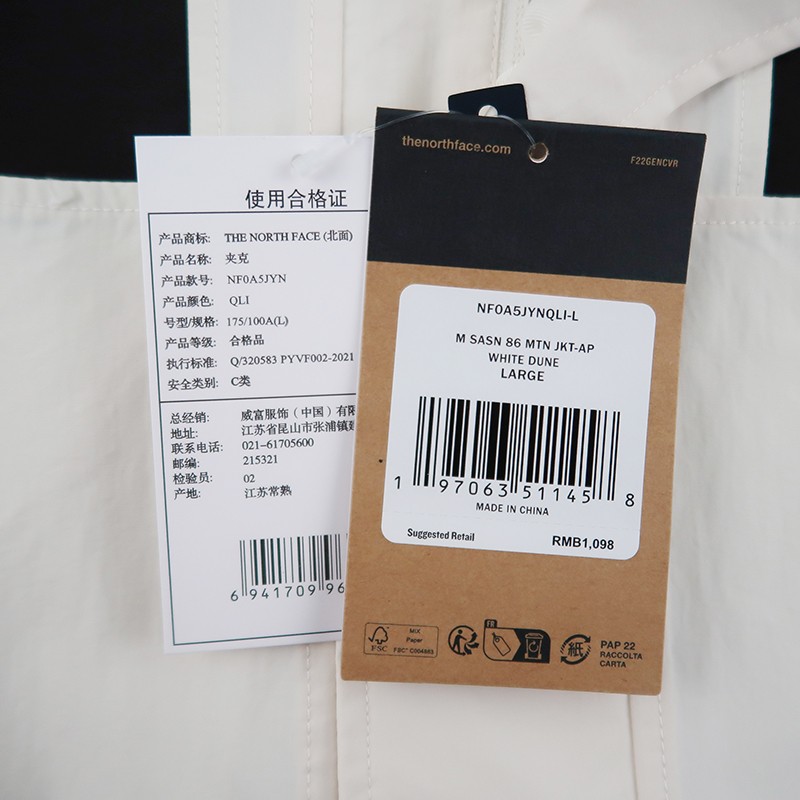 使用合格证
产品商标: THE NORTH FACE (北面)
产品名称: 夹克
产品款号: NF0A5JYN
产品颜色: QLI
号型/规格: 175/100A(L)
产品等级: 合格品
执行标准: Q/320583 PYVF002-2021
安全类别: C类
总经销: 威富服饰（中国）有限
地址: 江苏省昆山市张浦镇
联系电话: 021-61705600
邮编: 215321
检验员: 02
产地: 江苏常熟
6 941709 96
thenorthface.com
F22GENCVR
NF0A5JYNQLI-L
M SASN 86 MTN JKT-AP
WHITE DUNE
LARGE
1 97063 51145 8
MADE IN CHINA
Suggested Retail RMB1,098
FSC
MIX
Paper
FSC® C004663
FR
紙
PAP 22
RACCOLTA
CARTA